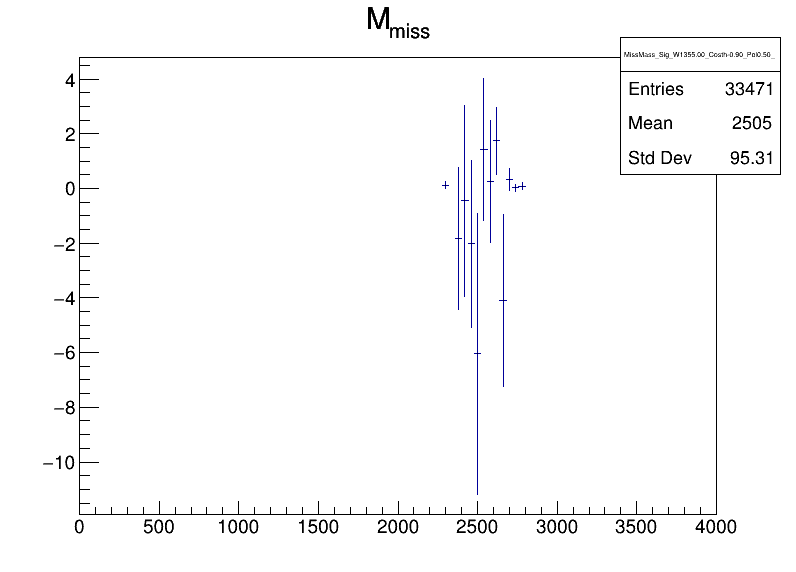 M_miss
MissMass_Sig_W1355.00_Costh-0.90_Pol0.50_
Entries 33471
Mean 2505
Std Dev 95.31
4
2
0
−2
−4
−6
−8
−10
0 500 1000 1500 2000 2500 3000 3500 4000